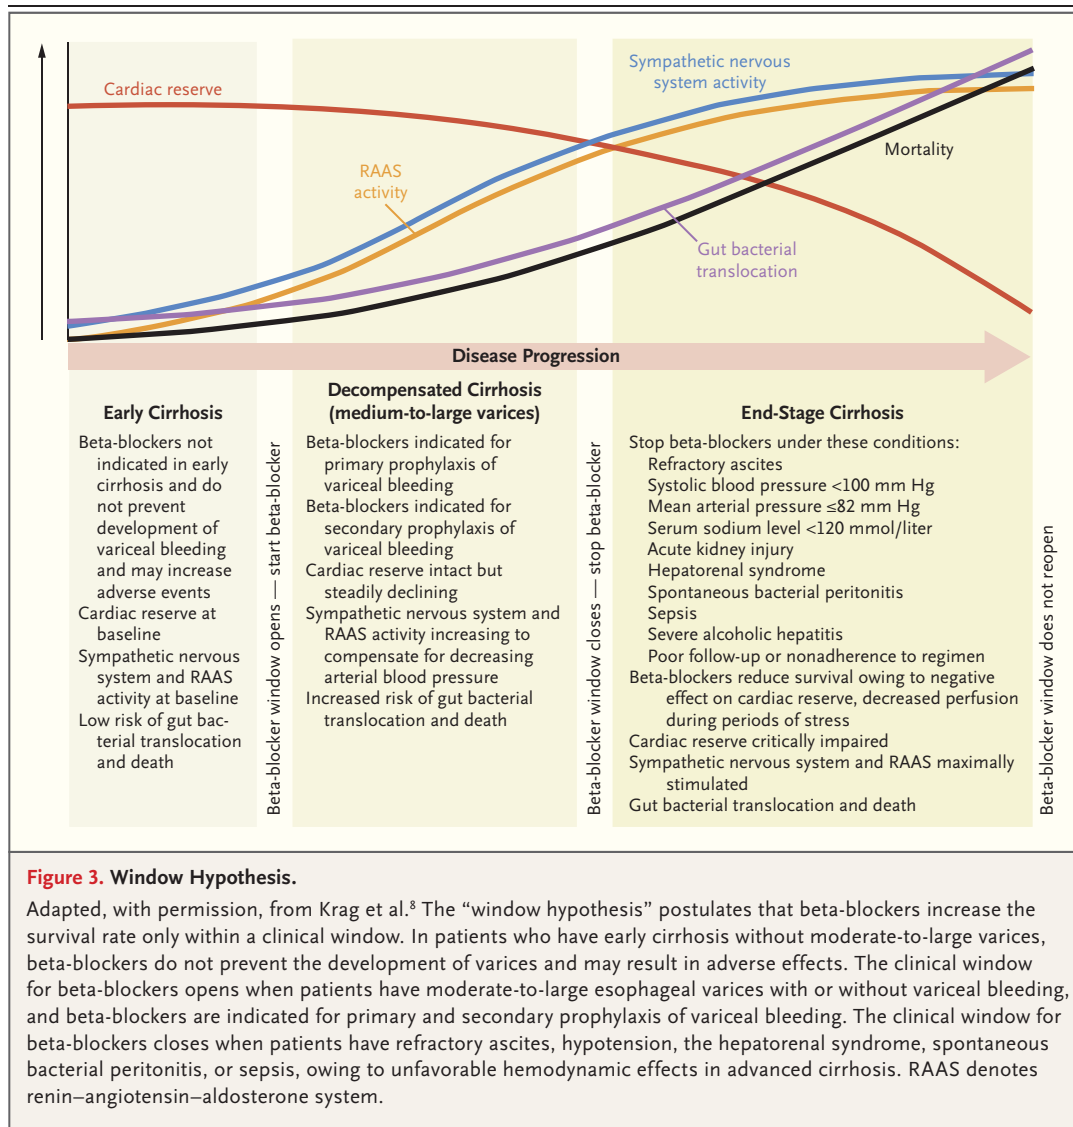 Cardiac reserve
Sympathetic nervous
system activity
RAAS
activity
Mortality
Gut bacterial
translocation
Disease Progression
Early Cirrhosis
Beta-blockers not
indicated in early
cirrhosis and do
not prevent
development of
variceal bleeding
and may increase
adverse events
Cardiac reserve at
baseline
Sympathetic nervous
system and RAAS
activity at baseline
Low risk of gut bac-
terial translocation
and death
Beta-blocker window opens — start beta-blocker
Decompensated Cirrhosis
(medium-to-large varices)
Beta-blockers indicated for
primary prophylaxis of
variceal bleeding
Beta-blockers indicated for
secondary prophylaxis of
variceal bleeding
Cardiac reserve intact but
steadily declining
Sympathetic nervous system and
RAAS activity increasing to
compensate for decreasing
arterial blood pressure
Increased risk of gut bacterial
translocation and death
Beta-blocker window closes — stop beta-blocker
End-Stage Cirrhosis
Stop beta-blockers under these conditions:
Refractory ascites
Systolic blood pressure <100 mm Hg
Mean arterial pressure ≤82 mm Hg
Serum sodium level <120 mmol/liter
Acute kidney injury
Hepatorenal syndrome
Spontaneous bacterial peritonitis
Sepsis
Severe alcoholic hepatitis
Poor follow-up or nonadherence to regimen
Beta-blockers reduce survival owing to negative
effect on cardiac reserve, decreased perfusion
during periods of stress
Cardiac reserve critically impaired
Sympathetic nervous system and RAAS maximally
stimulated
Gut bacterial translocation and death
Beta-blocker window does not reopen
Figure 3. Window Hypothesis.
Adapted, with permission, from Krag et al.⁸ The “window hypothesis” postulates that beta-blockers increase the
survival rate only within a clinical window. In patients who have early cirrhosis without moderate-to-large varices,
beta-blockers do not prevent the development of varices and may result in adverse effects. The clinical window
for beta-blockers opens when patients have moderate-to-large esophageal varices with or without variceal bleeding,
and beta-blockers are indicated for primary and secondary prophylaxis of variceal bleeding. The clinical window for
beta-blockers closes when patients have refractory ascites, hypotension, the hepatorenal syndrome, spontaneous
bacterial peritonitis, or sepsis, owing to unfavorable hemodynamic effects in advanced cirrhosis. RAAS denotes
renin–angiotensin–aldosterone system.